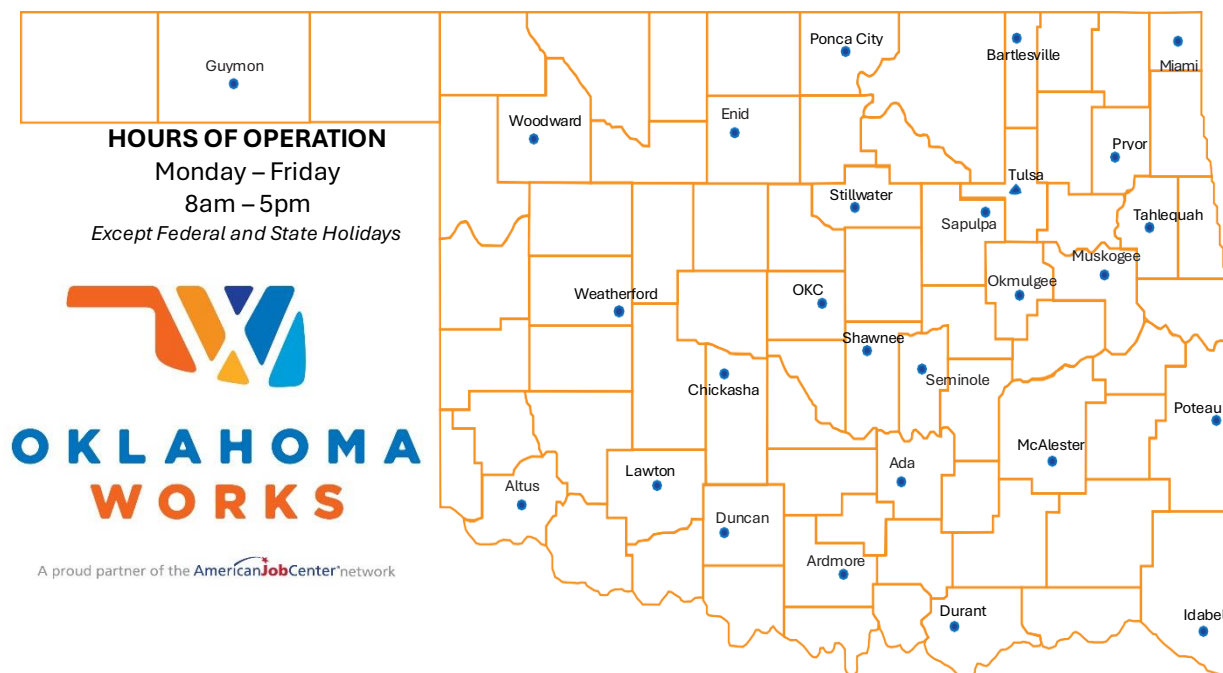 Ponca City
Bartlesville
Miami
Guymon
Woodward
Enid
Pryor
HOURS OF OPERATION
Monday – Friday
8am – 5pm
Except Federal and State Holidays
Tulsa
Stillwater
Sapulpa
Tahlequah
Muskogee
Okmulgee
Weatherford
OKC
Shawnee
Seminole
Chickasha
Poteau
OKLAHOMA
WORKS
McAlester
Ada
Lawton
Altus
Duncan
Ardmore
A proud partner of the AmericanJobCenter® network
Durant
Idabel